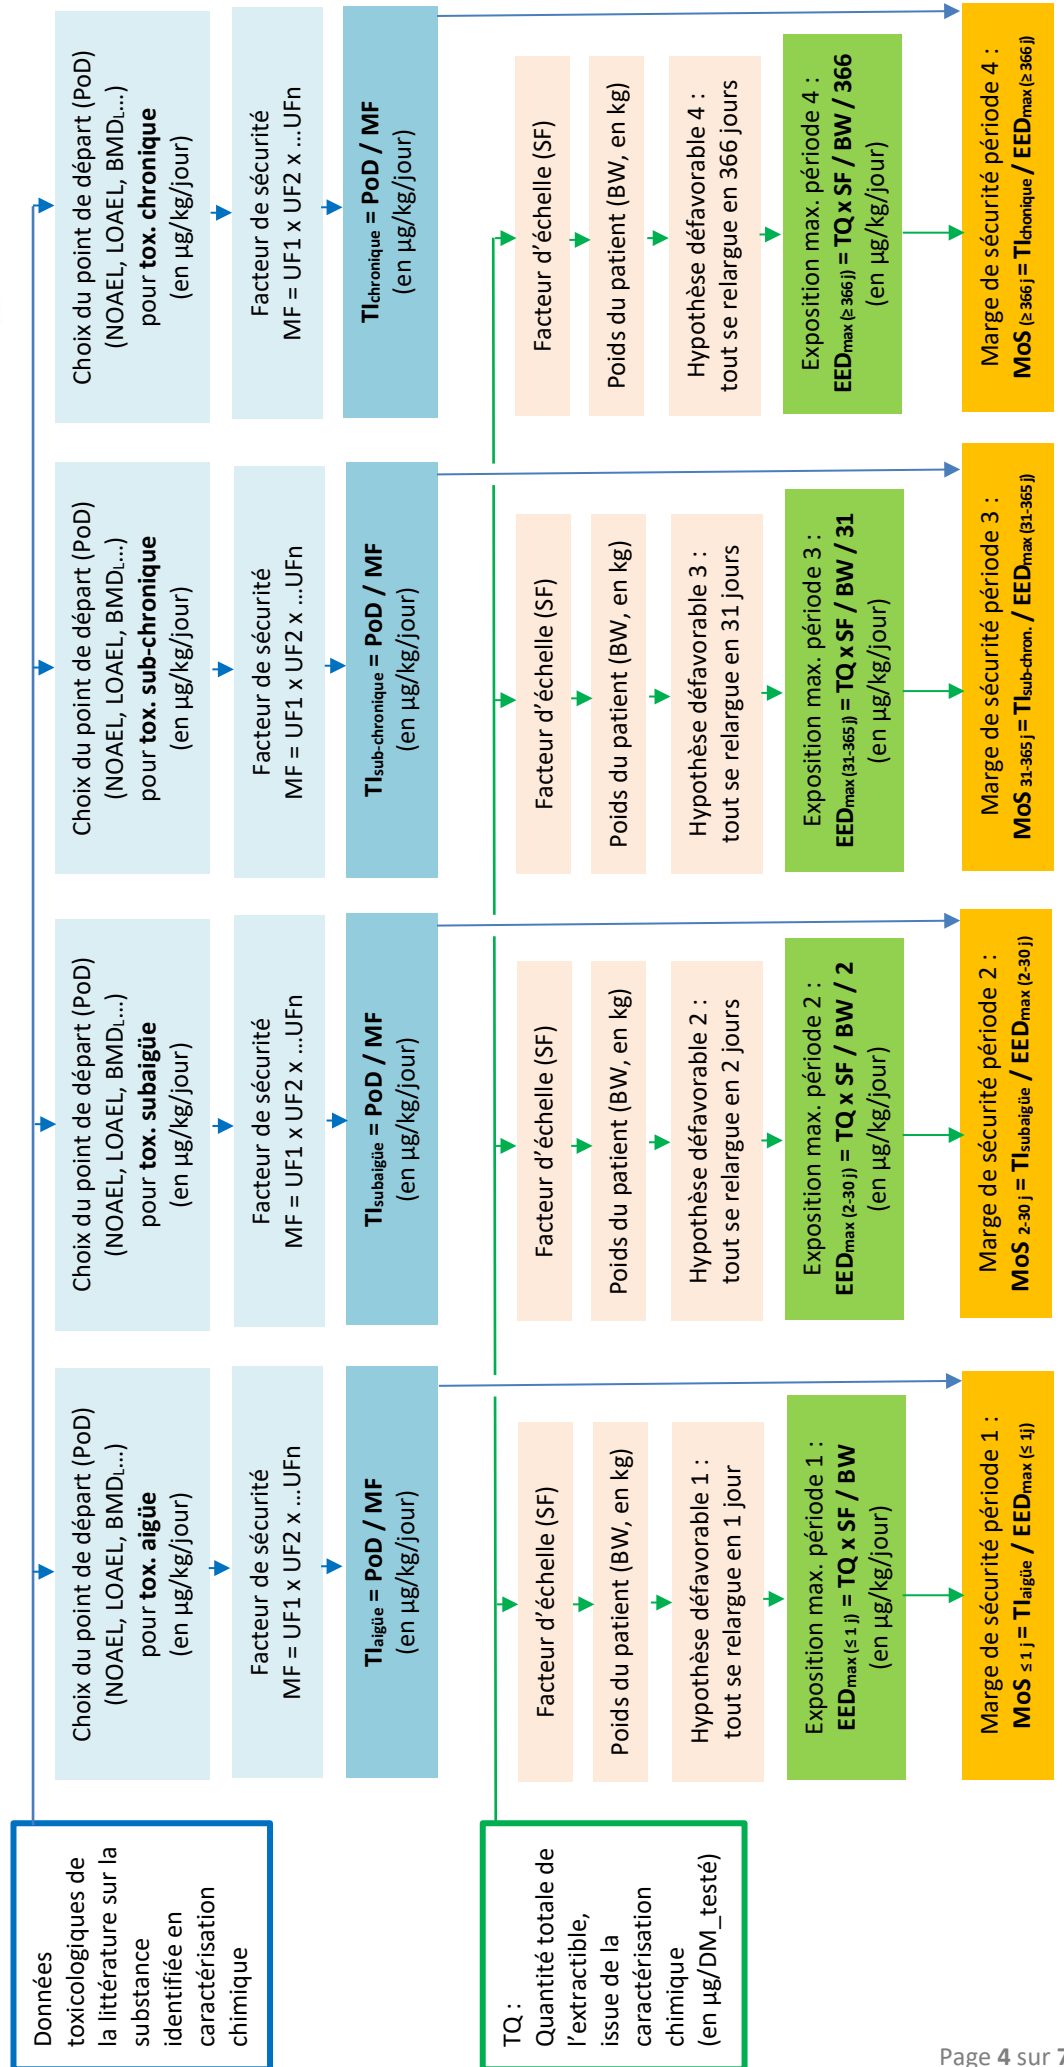 Données
toxicologiques de
la littérature sur la
substance
identifiée en
caractérisation
chimique
Choix du point de départ (PoD)
(NOAEL, LOAEL, BMDL...)
pour tox. aigüe
(en µg/kg/jour)
Facteur de sécurité
MF = UF1 x UF2 x ...UFn
TIaigüe = PoD / MF
(en µg/kg/jour)
Choix du point de départ (PoD)
(NOAEL, LOAEL, BMDL...)
pour tox. subaigüe
(en µg/kg/jour)
Facteur de sécurité
MF = UF1 x UF2 x ...UFn
TIsubaigüe = PoD / MF
(en µg/kg/jour)
Choix du point de départ (PoD)
(NOAEL, LOAEL, BMDL...)
pour tox. sub-chronique
(en µg/kg/jour)
Facteur de sécurité
MF = UF1 x UF2 x ...UFn
TIsub-chronique = PoD / MF
(en µg/kg/jour)
Choix du point de départ (PoD)
(NOAEL, LOAEL, BMDL...)
pour tox. chronique
(en µg/kg/jour)
Facteur de sécurité
MF = UF1 x UF2 x ...UFn
TIchronique = PoD / MF
(en µg/kg/jour)
TQ :
Quantité totale de
l'extractible,
issue de la
caractérisation
chimique
(en µg/DM_testé)
Facteur d'échelle (SF)
Poids du patient (BW, en kg)
Hypothèse défavorable 1 :
tout se relargue en 1 jour
Exposition max. période 1 :
EEDmax (≤ 1 j) = TQ x SF / BW
(en µg/kg/jour)
Marge de sécurité période 1 :
MoS ≤ 1 j = TIaigüe / EEDmax (≤ 1j)
Facteur d'échelle (SF)
Poids du patient (BW, en kg)
Hypothèse défavorable 2 :
tout se relargue en 2 jours
Exposition max. période 2 :
EEDmax (2-30 j) = TQ x SF / BW / 2
(en µg/kg/jour)
Marge de sécurité période 2 :
MoS 2-30 j = TIsubaigüe / EEDmax (2-30 j)
Facteur d'échelle (SF)
Poids du patient (BW, en kg)
Hypothèse défavorable 3 :
tout se relargue en 31 jours
Exposition max. période 3 :
EEDmax (31-365 j) = TQ x SF / BW / 31
(en µg/kg/jour)
Marge de sécurité période 3 :
MoS 31-365 j = TIsub-chron. / EEDmax (31-365 j)
Facteur d'échelle (SF)
Poids du patient (BW, en kg)
Hypothèse défavorable 4 :
tout se relargue en 366 jours
Exposition max. période 4 :
EEDmax (≥ 366 j) = TQ x SF / BW / 366
(en µg/kg/jour)
Marge de sécurité période 4 :
MoS (≥ 366 j) = TIchonique / EEDmax (≥ 366 j)
Page 4 sur